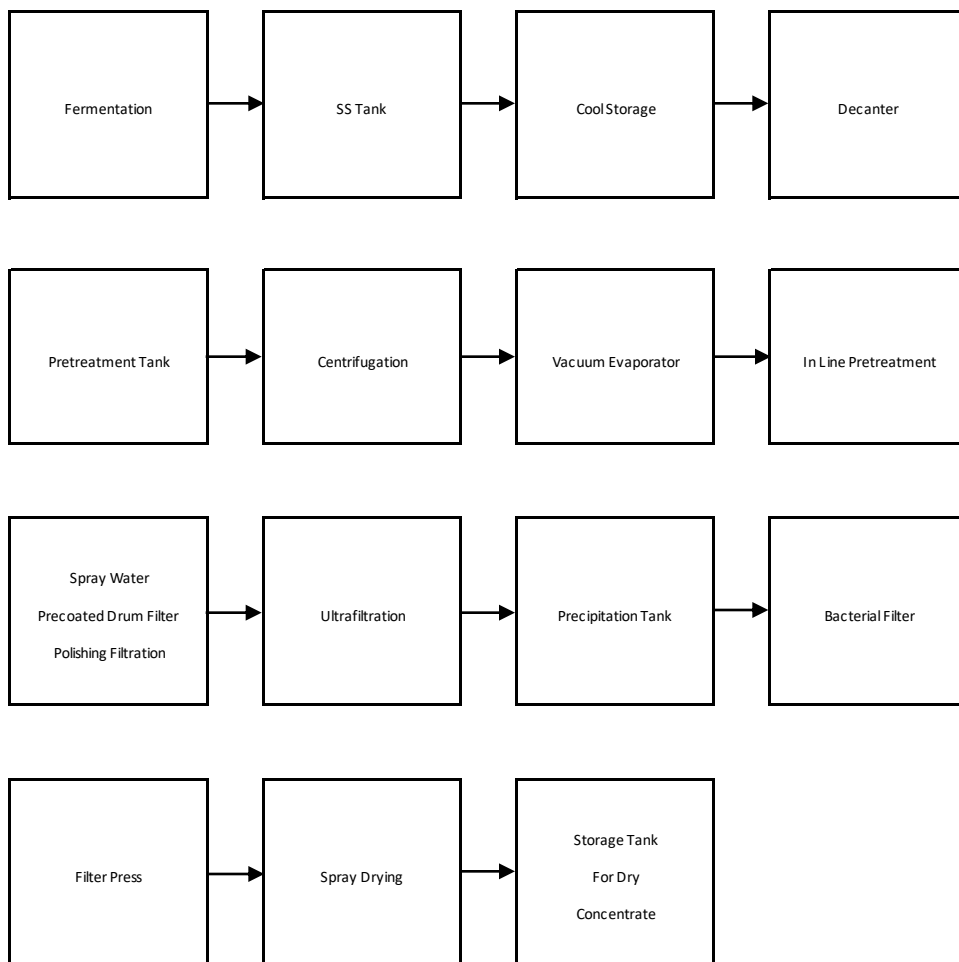 Fermentation
SS Tank
Cool Storage
Decanter
Pretreatment Tank
Centrifugation
Vacuum Evaporator
In Line Pretreatment
Spray Water
Precoated Drum Filter
Polishing Filtration
Ultrafiltration
Precipitation Tank
Bacterial Filter
Filter Press
Spray Drying
Storage Tank
For Dry
Concentrate